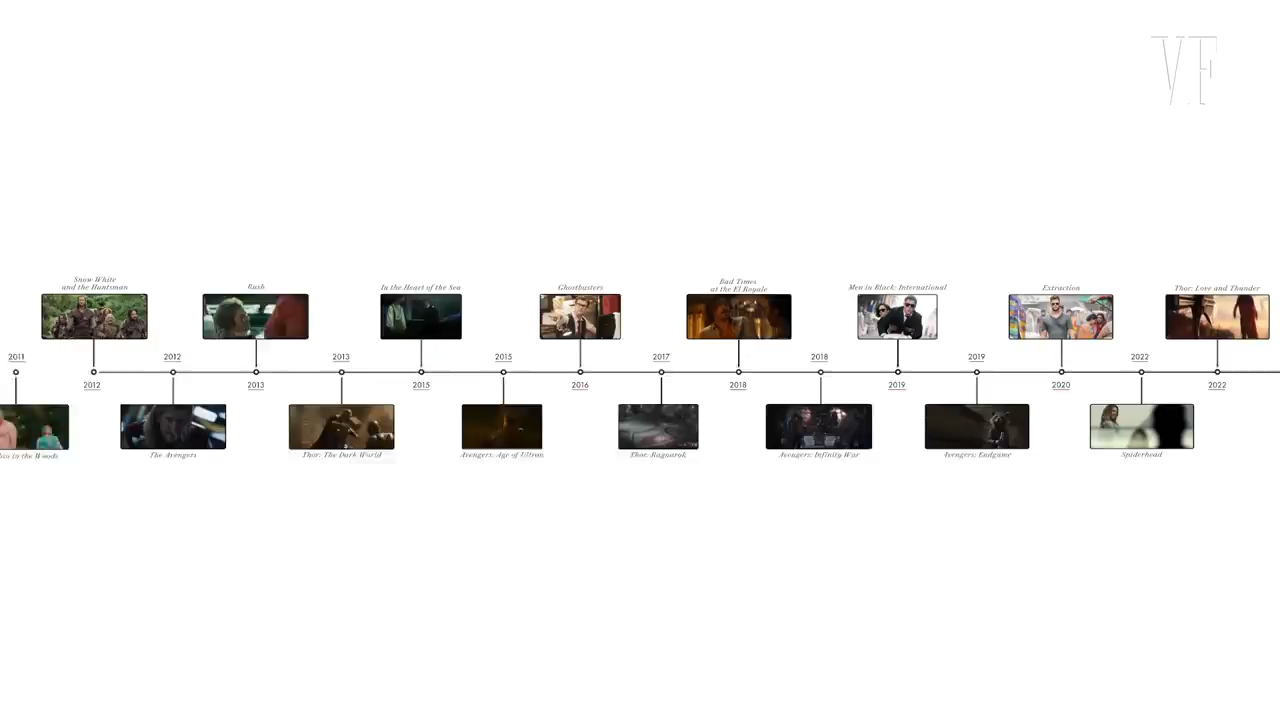 VF
Snow White
and the Huntsman
Rush
In the Heart of the Sea
Ghostbusters
Bad Times
at the El Royale
Men in Black: International
Extraction
Thor: Love and Thunder
2011
2012
2013
2015
2017
2018
2019
2022
2012
2013
2015
2016
2018
2019
2020
2022
in the Woods
The Avengers
Thor: The Dark World
Avengers: Age of Ultron
Thor: Ragnarok
Avengers: Infinity War
Avengers: Endgame
Spiderhead